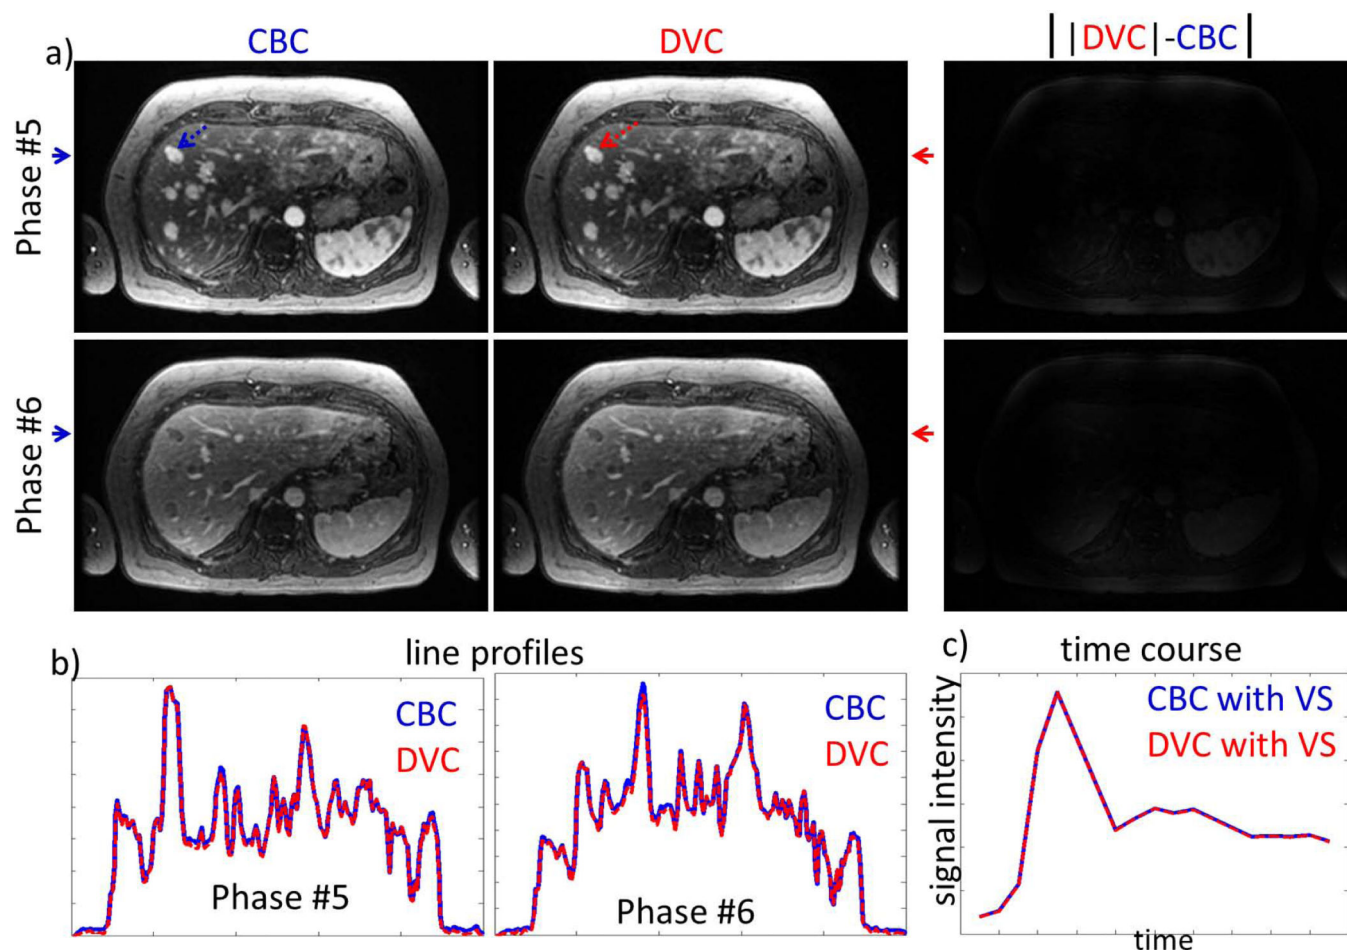 a)
CBC
DVC
||DVC|-CBC|
Phase #5
Phase #6
b)
line profiles
CBC
DVC
Phase #5
CBC
DVC
Phase #6
c)
time course
CBC with VS
DVC with VS
signal intensity
time